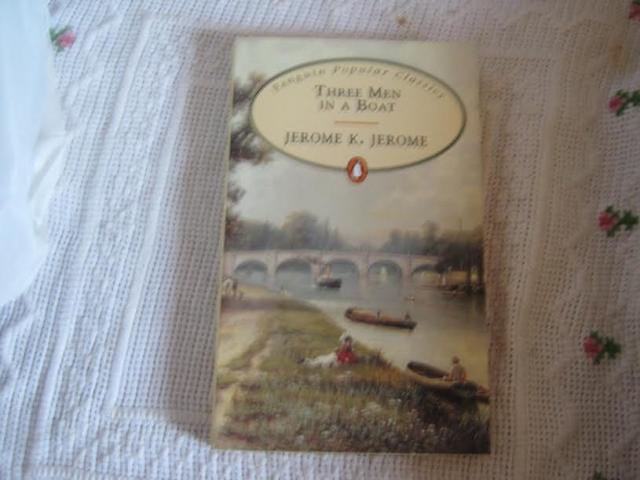 Penguin Popular Classics
THREE MEN
IN A BOAT
JEROME K. JEROME